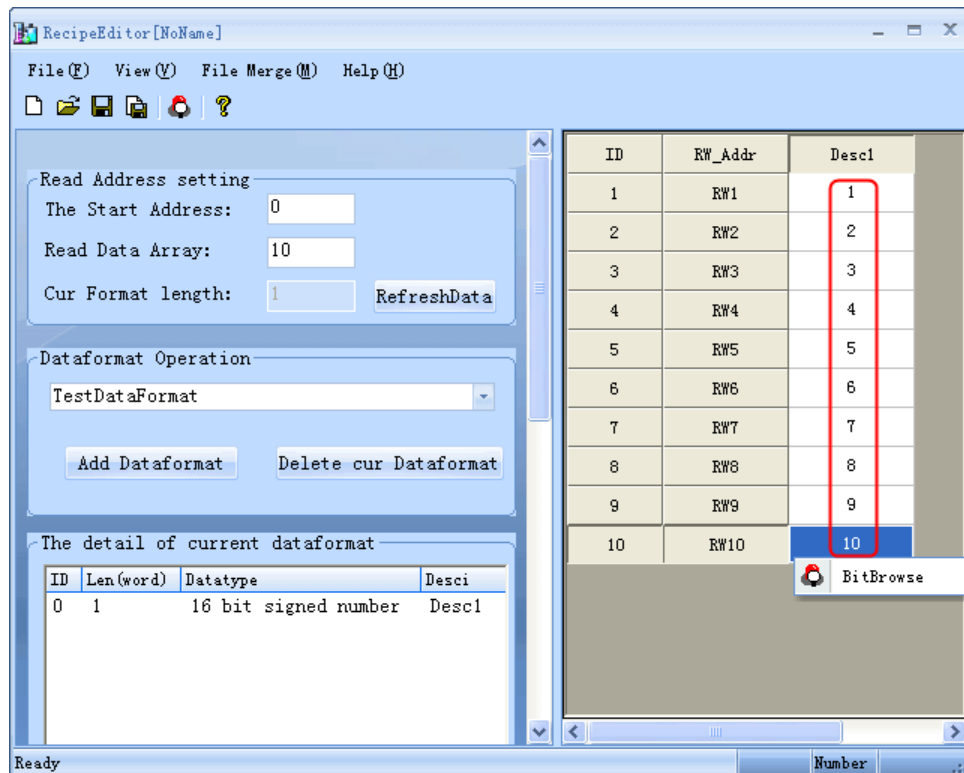 RecipeEditor[NoName]
File(F) View(V) File Merge(M) Help(H)
Read Address setting
The Start Address: 0
Read Data Array: 10
Cur Format length: 1 RefreshData
Dataformat Operation
TestDataFormat
Add Dataformat Delete cur Dataformat
The detail of current dataformat
ID Len(word) Datatype Desci
0 1 16 bit signed number Desc1
ID RW_Addr Desc1
1 RW1 1
2 RW2 2
3 RW3 3
4 RW4 4
5 RW5 5
6 RW6 6
7 RW7 7
8 RW8 8
9 RW9 9
10 RW10 10
BitBrowse
Ready Number